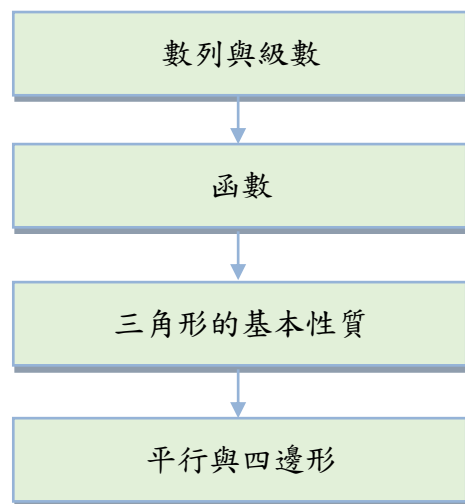 數列與級數
函數
三角形的基本性質
平行與四邊形